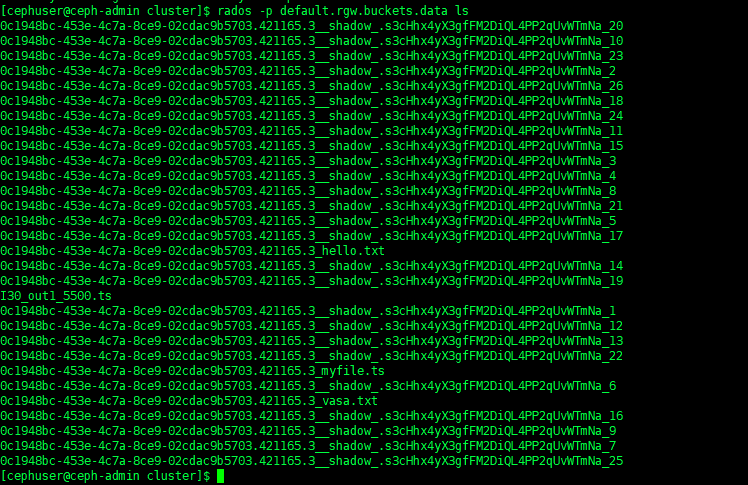 [cephuser@ceph-admin cluster]$ rados -p default.rgw.buckets.data ls
0c1948bc-453e-4c7a-8ce9-02cdac9b5703.421165.3__shadow_.s3cHhx4yX3gfFM2DiQL4PP2qUvWTmNa_20
0c1948bc-453e-4c7a-8ce9-02cdac9b5703.421165.3__shadow_.s3cHhx4yX3gfFM2DiQL4PP2qUvWTmNa_10
0c1948bc-453e-4c7a-8ce9-02cdac9b5703.421165.3__shadow_.s3cHhx4yX3gfFM2DiQL4PP2qUvWTmNa_23
0c1948bc-453e-4c7a-8ce9-02cdac9b5703.421165.3__shadow_.s3cHhx4yX3gfFM2DiQL4PP2qUvWTmNa_2
0c1948bc-453e-4c7a-8ce9-02cdac9b5703.421165.3__shadow_.s3cHhx4yX3gfFM2DiQL4PP2qUvWTmNa_26
0c1948bc-453e-4c7a-8ce9-02cdac9b5703.421165.3__shadow_.s3cHhx4yX3gfFM2DiQL4PP2qUvWTmNa_18
0c1948bc-453e-4c7a-8ce9-02cdac9b5703.421165.3__shadow_.s3cHhx4yX3gfFM2DiQL4PP2qUvWTmNa_24
0c1948bc-453e-4c7a-8ce9-02cdac9b5703.421165.3__shadow_.s3cHhx4yX3gfFM2DiQL4PP2qUvWTmNa_11
0c1948bc-453e-4c7a-8ce9-02cdac9b5703.421165.3__shadow_.s3cHhx4yX3gfFM2DiQL4PP2qUvWTmNa_15
0c1948bc-453e-4c7a-8ce9-02cdac9b5703.421165.3__shadow_.s3cHhx4yX3gfFM2DiQL4PP2qUvWTmNa_3
0c1948bc-453e-4c7a-8ce9-02cdac9b5703.421165.3__shadow_.s3cHhx4yX3gfFM2DiQL4PP2qUvWTmNa_4
0c1948bc-453e-4c7a-8ce9-02cdac9b5703.421165.3__shadow_.s3cHhx4yX3gfFM2DiQL4PP2qUvWTmNa_8
0c1948bc-453e-4c7a-8ce9-02cdac9b5703.421165.3__shadow_.s3cHhx4yX3gfFM2DiQL4PP2qUvWTmNa_21
0c1948bc-453e-4c7a-8ce9-02cdac9b5703.421165.3__shadow_.s3cHhx4yX3gfFM2DiQL4PP2qUvWTmNa_5
0c1948bc-453e-4c7a-8ce9-02cdac9b5703.421165.3__shadow_.s3cHhx4yX3gfFM2DiQL4PP2qUvWTmNa_17
0c1948bc-453e-4c7a-8ce9-02cdac9b5703.421165.3_hello.txt
0c1948bc-453e-4c7a-8ce9-02cdac9b5703.421165.3__shadow_.s3cHhx4yX3gfFM2DiQL4PP2qUvWTmNa_14
0c1948bc-453e-4c7a-8ce9-02cdac9b5703.421165.3__shadow_.s3cHhx4yX3gfFM2DiQL4PP2qUvWTmNa_19
I30_out1_5500.ts
0c1948bc-453e-4c7a-8ce9-02cdac9b5703.421165.3__shadow_.s3cHhx4yX3gfFM2DiQL4PP2qUvWTmNa_1
0c1948bc-453e-4c7a-8ce9-02cdac9b5703.421165.3__shadow_.s3cHhx4yX3gfFM2DiQL4PP2qUvWTmNa_12
0c1948bc-453e-4c7a-8ce9-02cdac9b5703.421165.3__shadow_.s3cHhx4yX3gfFM2DiQL4PP2qUvWTmNa_13
0c1948bc-453e-4c7a-8ce9-02cdac9b5703.421165.3__shadow_.s3cHhx4yX3gfFM2DiQL4PP2qUvWTmNa_22
0c1948bc-453e-4c7a-8ce9-02cdac9b5703.421165.3_myfile.ts
0c1948bc-453e-4c7a-8ce9-02cdac9b5703.421165.3__shadow_.s3cHhx4yX3gfFM2DiQL4PP2qUvWTmNa_6
0c1948bc-453e-4c7a-8ce9-02cdac9b5703.421165.3_vasa.txt
0c1948bc-453e-4c7a-8ce9-02cdac9b5703.421165.3__shadow_.s3cHhx4yX3gfFM2DiQL4PP2qUvWTmNa_16
0c1948bc-453e-4c7a-8ce9-02cdac9b5703.421165.3__shadow_.s3cHhx4yX3gfFM2DiQL4PP2qUvWTmNa_9
0c1948bc-453e-4c7a-8ce9-02cdac9b5703.421165.3__shadow_.s3cHhx4yX3gfFM2DiQL4PP2qUvWTmNa_7
0c1948bc-453e-4c7a-8ce9-02cdac9b5703.421165.3__shadow_.s3cHhx4yX3gfFM2DiQL4PP2qUvWTmNa_25
[cephuser@ceph-admin cluster]$